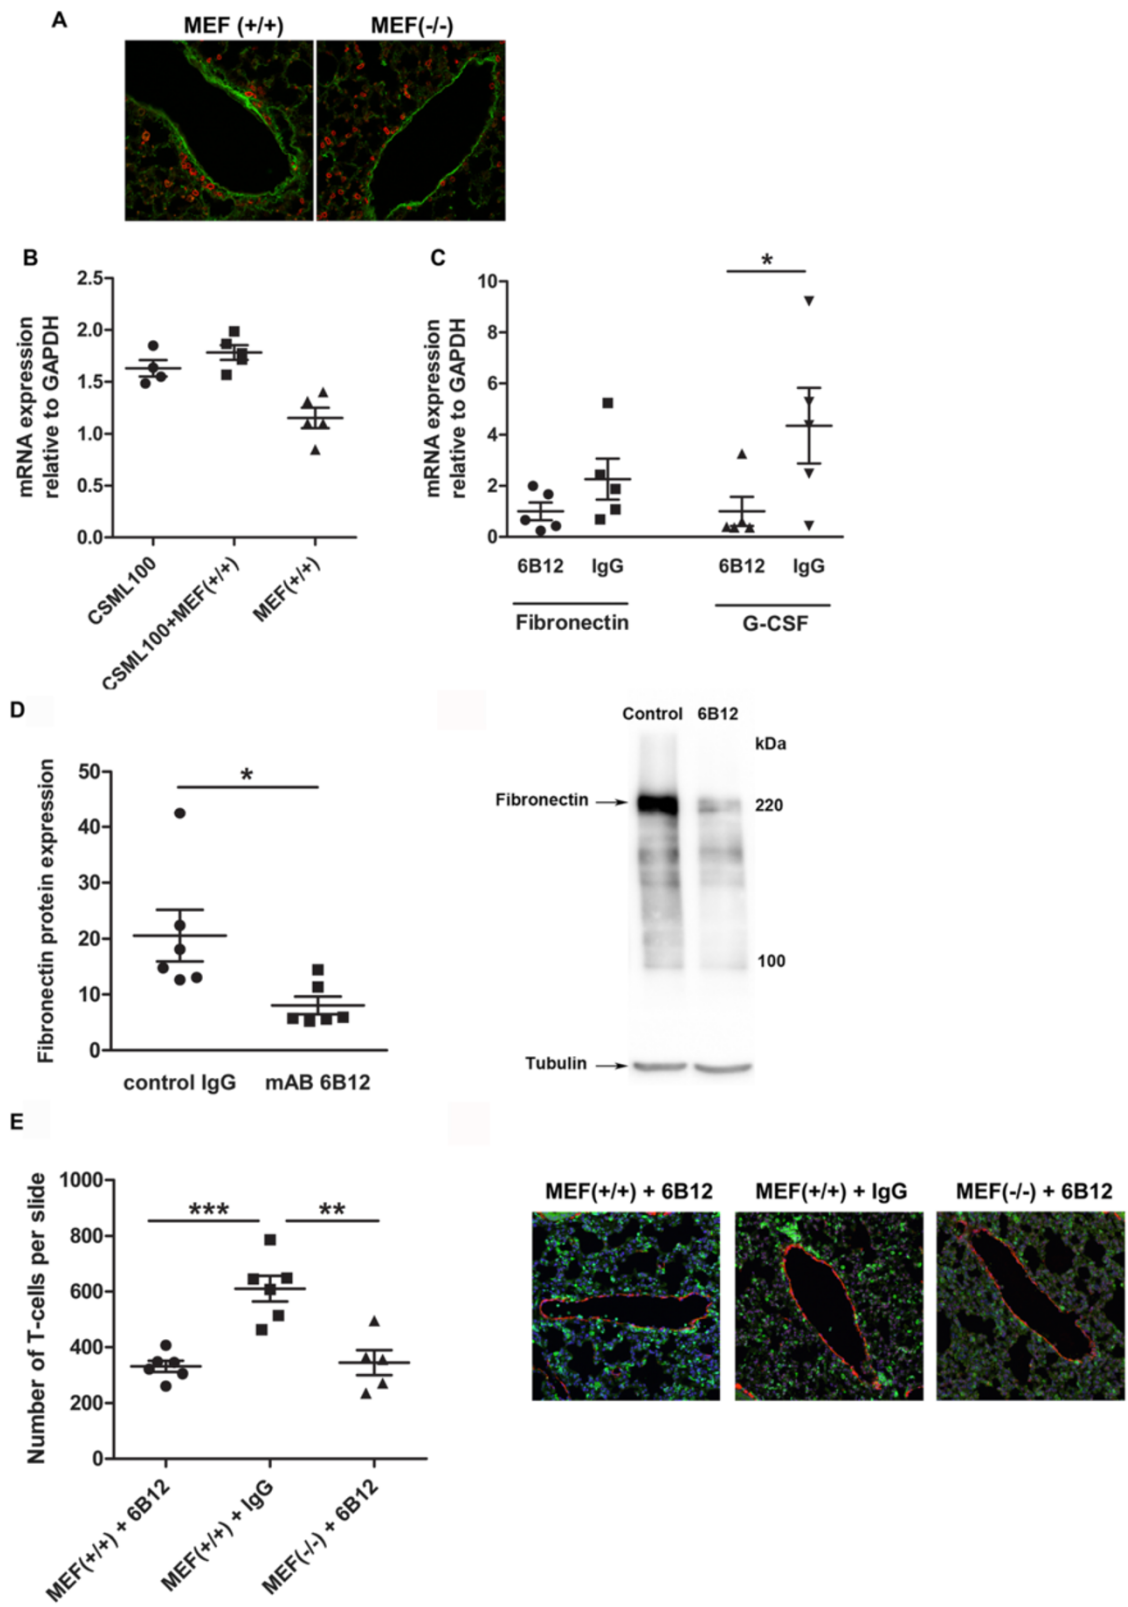 A
MEF (+/+)
MEF(-/-)
B
mRNA expression
relative to GAPDH
2.5
2.0
1.5
1.0
0.5
0.0
CSML100
CSML100+MEF(+/+)
MEF(+/+)
C
mRNA expression
relative to GAPDH
10
8
6
4
2
0
*
6B12
IgG
6B12
IgG
Fibronectin
G-CSF
D
Fibronectin protein expression
50
40
30
20
10
0
*
control IgG
mAB 6B12
Control 6B12
kDa
Fibronectin
220
100
Tubulin
E
Number of T-cells per slide
1000
800
600
400
200
0
***
**
MEF(+/+) + 6B12
MEF(+/+) + IgG
MEF(-/-) + 6B12
MEF(+/+) + 6B12
MEF(+/+) + IgG
MEF(-/-) + 6B12